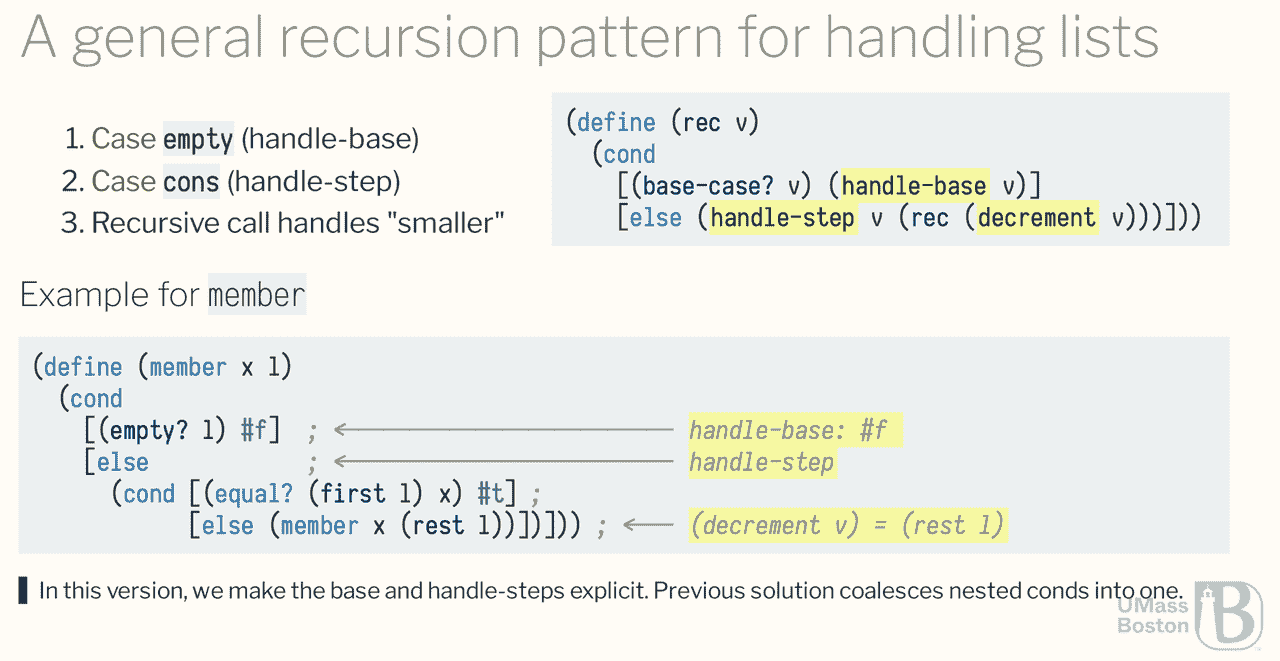 A general recursion pattern for handling lists
1. Case empty (handle-base)
2. Case cons (handle-step)
3. Recursive call handles "smaller"
(define (rec v)
  (cond
    [(base-case? v) (handle-base v)]
    [else (handle-step v (rec (decrement v)))]))
Example for member
(define (member x l)
  (cond
    [(empty? l) #f]  ; ← handle-base: #f
    [else            ; ← handle-step
      (cond [(equal? (first l) x) #t] ;
            [else (member x (rest l))])])) ; ← (decrement v) = (rest l)
In this version, we make the base and handle-steps explicit. Previous solution coalesces nested conds into one.
UMass
Boston
B